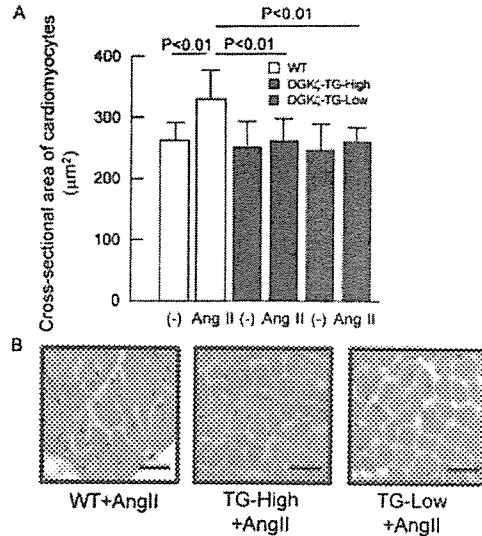 A
P<0.01
P<0.01 P<0.01
WT
DGKζ-TG-High
DGKζ-TG-Low
Cross-sectional area of cardiomyocytes
(μm²)
400
300
200
100
0
(-) Ang II (-) Ang II (-) Ang II
B
WT+AngII
TG-High
+AngII
TG-Low
+AngII